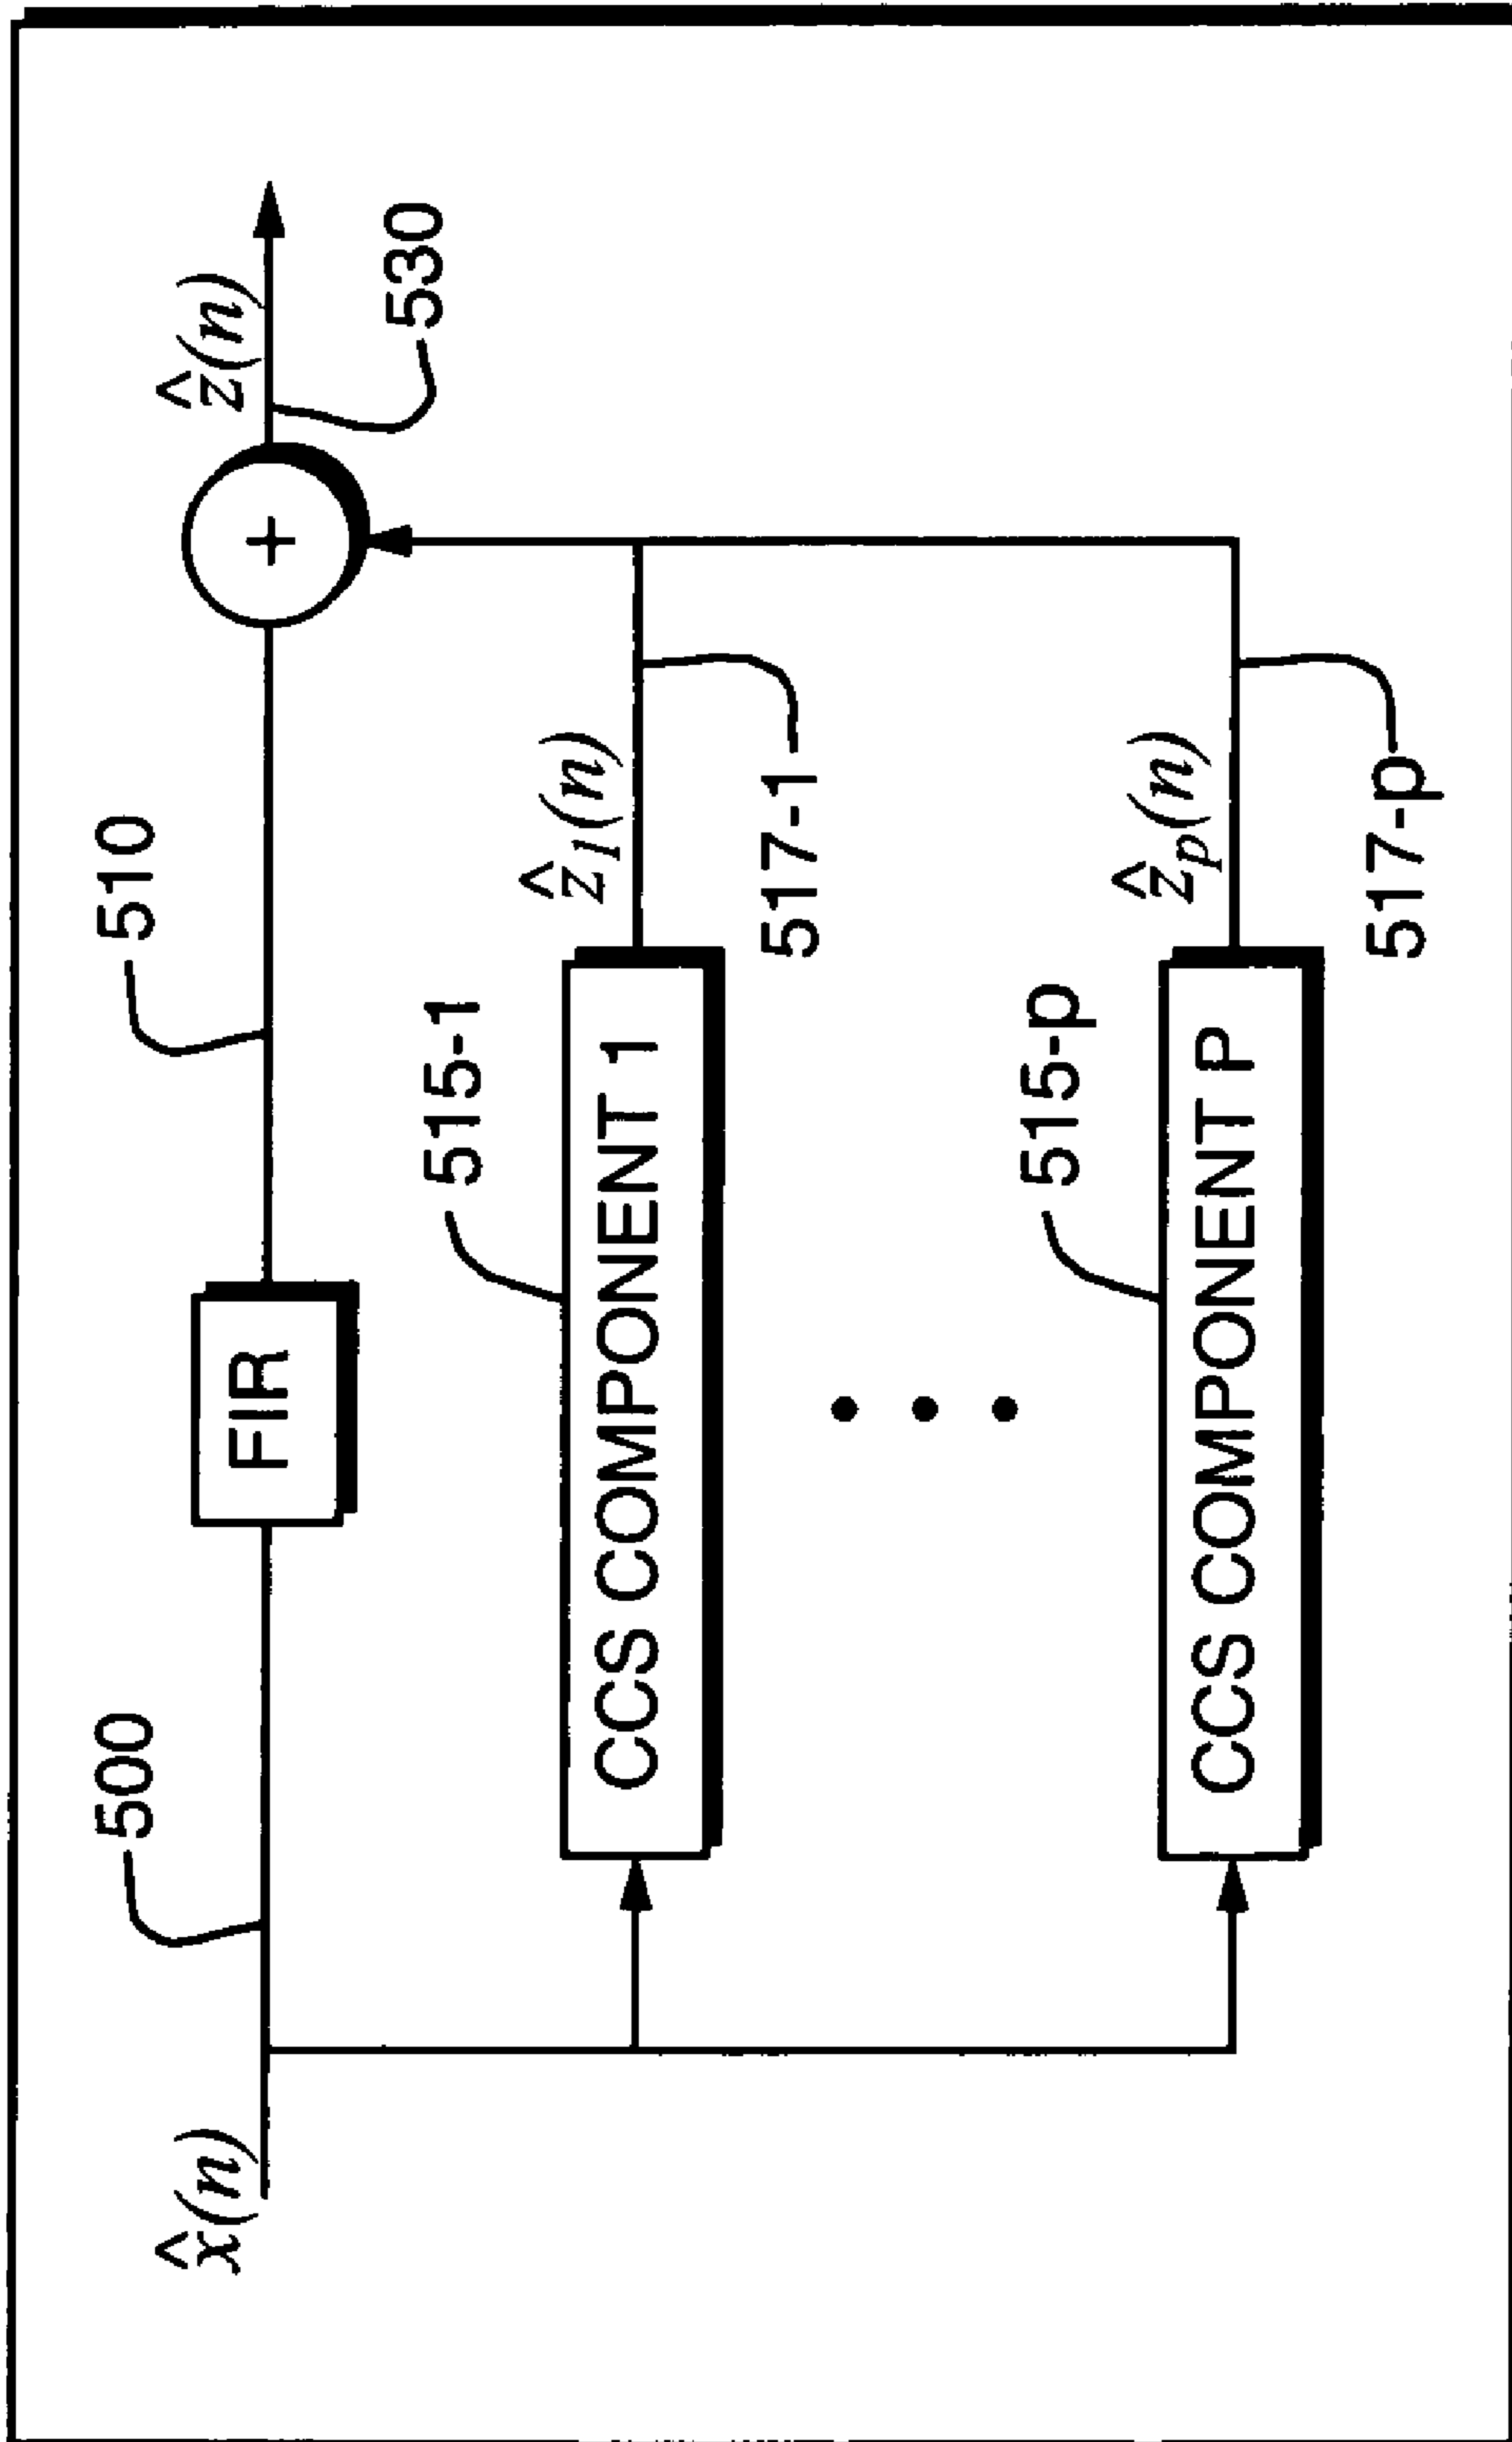 x̂(n)
500
FIR
510
ẑ(n)
+
530
515-1
CCS COMPONENT 1
ẑ1(n)
517-1
515-p
CCS COMPONENT P
ẑp(n)
517-p